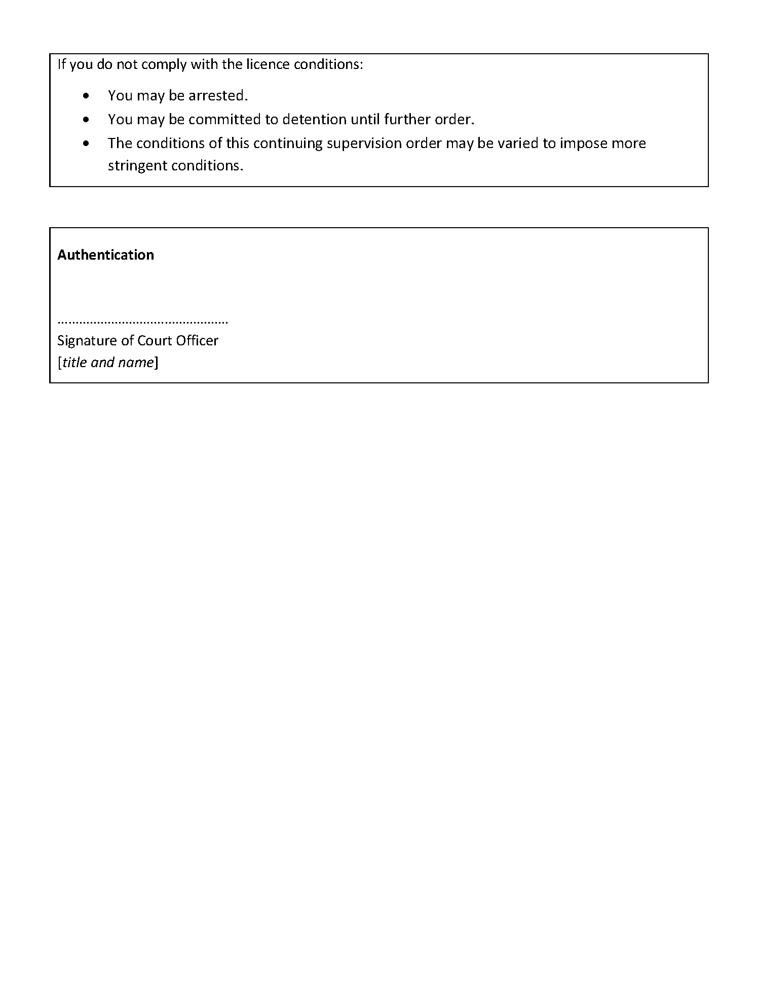 If you do not comply with the licence conditions:
• You may be arrested.
• You may be committed to detention until further order.
• The conditions of this continuing supervision order may be varied to impose more
stringent conditions.
Authentication
................................................
Signature of Court Officer
[title and name]